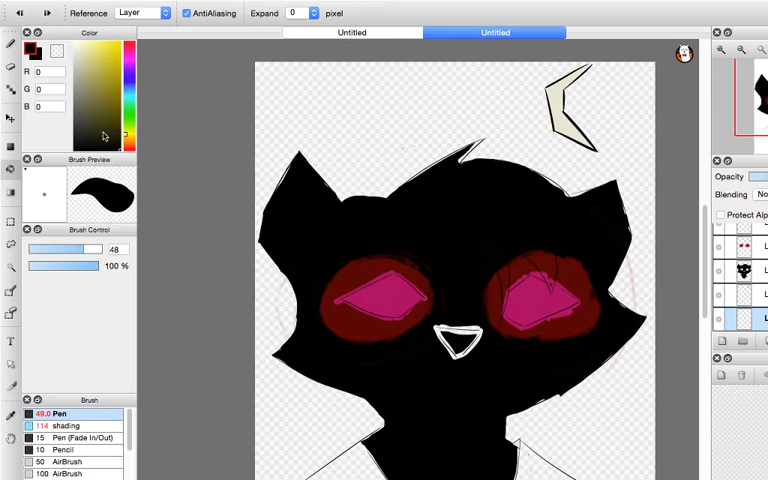 Reference Layer AntiAliasing Expand 0 pixel
Color
Untitled Untitled
R 0
G 0
B 0
Brush Preview
Opacity
Blending
Protect
Brush Control
48
100 %
Brush
49.0 Pen
114 shading
15 Pen (Fade In/Out)
10 Pencil
50 AirBrush
100 AirBrush
T